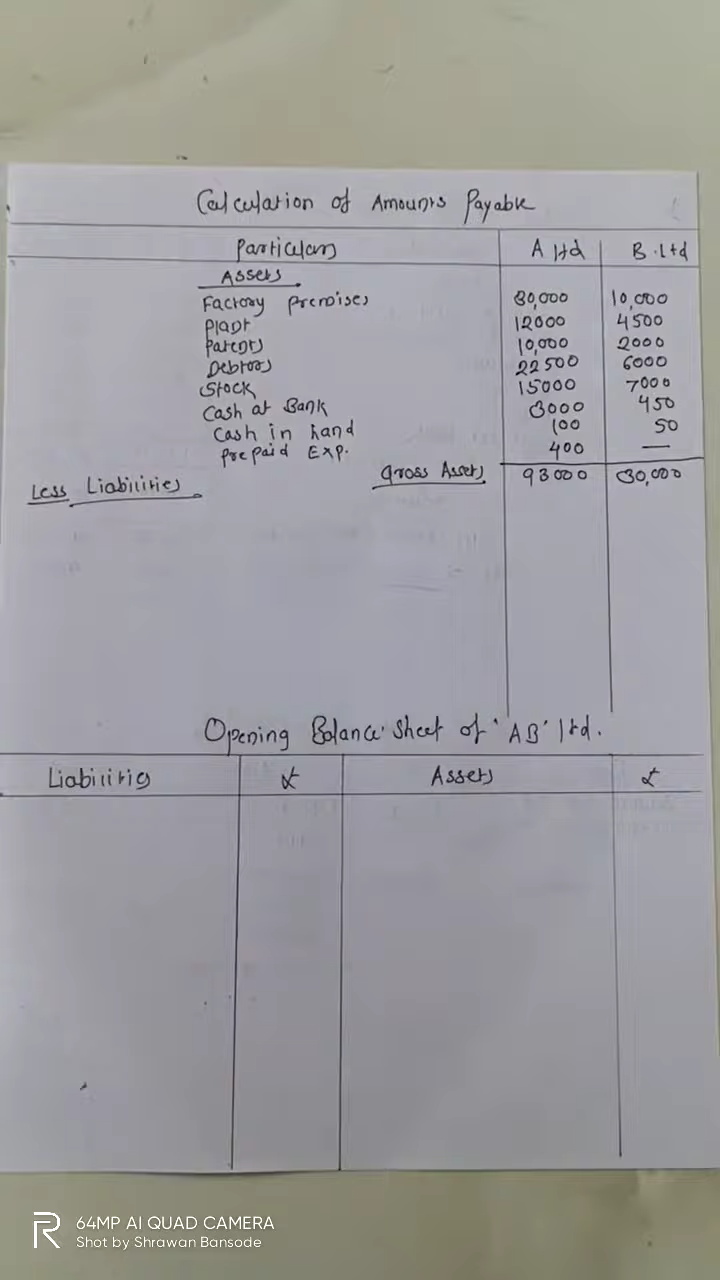 Calculation of Amounts Payable
Particulars A ltd B.Ltd
Assets
Factory premises 30,000 10,000
Plant 12000 4500
Patents 10,000 2000
Debtors 22500 6000
Stock 15000 7000
Cash at Bank 3000 450
Cash in hand 100 50
prepaid Exp. 400 —
Less Liabilities Gross Assets 93000 30,000
Opening Balance Sheet of 'AB' ltd.
Liabilities ₹ Assets ₹
64MP AI QUAD CAMERA
Shot by Shrawan Bansode